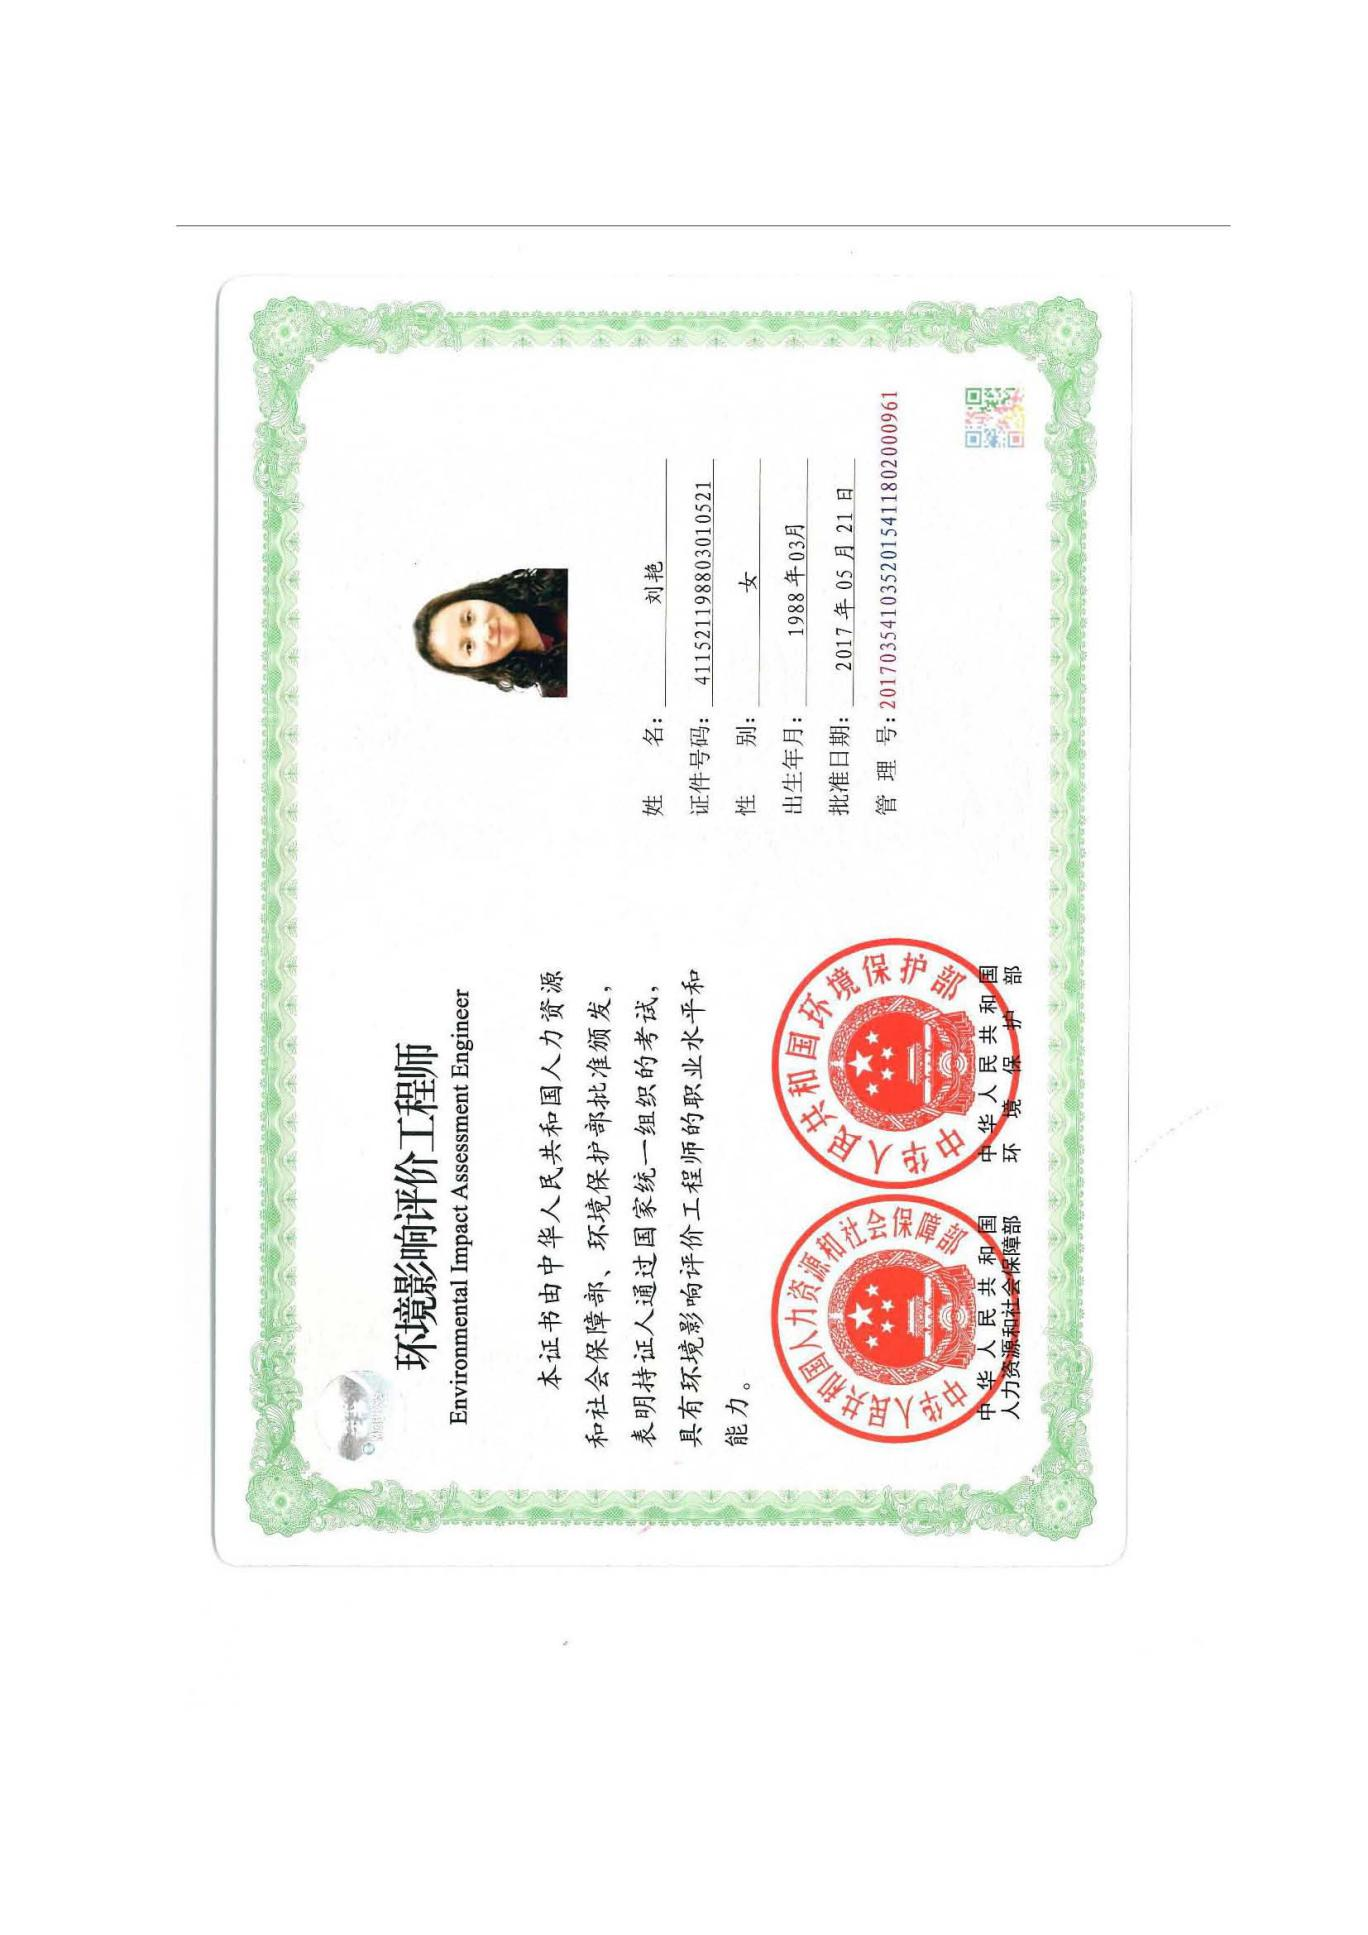 环境影响评价工程师
Environmental Impact Assessment Engineer
本证书由中华人民共和国人力资源
和社会保障部、环境保护部批准颁发，
表明持证人通过国家统一组织的考试，
具有环境影响评价工程师的职业水平和
能力。
中华人民共和国人力资源和社会保障部
中华人民共和国
人力资源和社会保障部
中华人民共和国环境保护部
中华人民共和国
环境保护部
姓名：刘艳
证件号码：411521198803010521
性别：女
出生年月：1988年03月
批准日期：2017年05月21日
管理号：2017035410352015411802000961